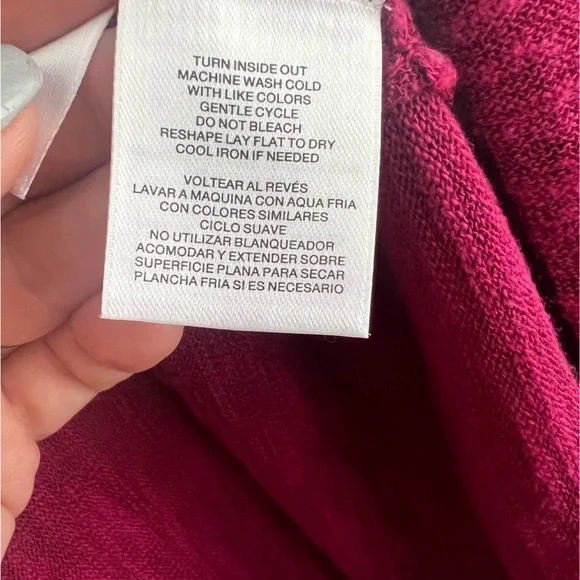 TURN INSIDE OUT
MACHINE WASH COLD
WITH LIKE COLORS
GENTLE CYCLE
DO NOT BLEACH
RESHAPE LAY FLAT TO DRY
COOL IRON IF NEEDED
VOLTEAR AL REVÉS
LAVAR A MAQUINA CON AQUA FRIA
CON COLORES SIMILARES
CICLO SUAVE
NO UTILIZAR BLANQUEADOR
ACOMODAR Y EXTENDER SOBRE
SUPERFICIE PLANA PARA SECAR
PLANCHA FRIA SI ES NECESARIO